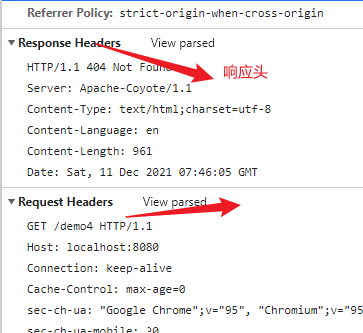 Referrer Policy: strict-origin-when-cross-origin
Response Headers View parsed
HTTP/1.1 404 Not Found
响应头
Server: Apache-Coyote/1.1
Content-Type: text/html;charset=utf-8
Content-Language: en
Content-Length: 961
Date: Sat, 11 Dec 2021 07:46:05 GMT
Request Headers View parsed
GET /demo4 HTTP/1.1
Host: localhost:8080
Connection: keep-alive
Cache-Control: max-age=0
sec-ch-ua: "Google Chrome";v="95", "Chromium";v="95
sec-ch-ua-mobile: